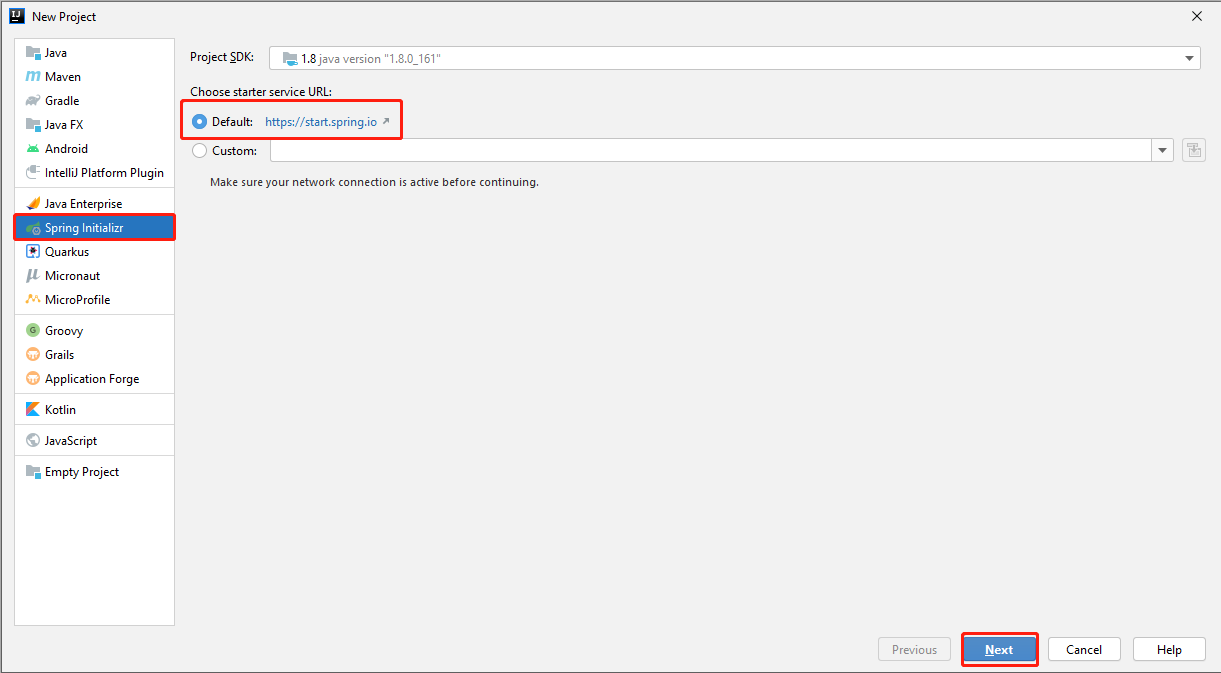 New Project
Java
Maven
Gradle
Java FX
Android
IntelliJ Platform Plugin
Java Enterprise
Spring Initializr
Quarkus
Micronaut
MicroProfile
Groovy
Grails
Application Forge
Kotlin
JavaScript
Empty Project
Project SDK: 1.8 java version "1.8.0_161"
Choose starter service URL:
Default: https://start.spring.io
Custom:
Make sure your network connection is active before continuing.
Previous Next Cancel Help